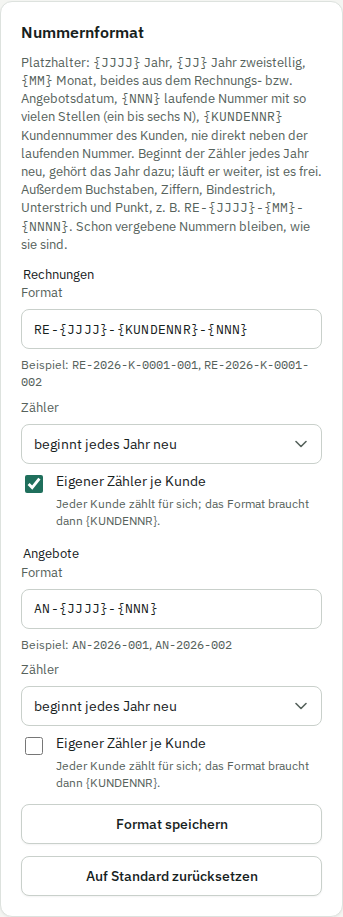 Nummernformat
Platzhalter: {JJJJ} Jahr, {JJ} Jahr zweistellig,
{MM} Monat, beides aus dem Rechnungs- bzw.
Angebotsdatum, {NNN} laufende Nummer mit so
vielen Stellen (ein bis sechs N), {KUNDENNR}
Kundennummer des Kunden, nie direkt neben der
laufenden Nummer. Beginnt der Zähler jedes Jahr
neu, gehört das Jahr dazu; läuft er weiter, ist es frei.
Außerdem Buchstaben, Ziffern, Bindestrich,
Unterstrich und Punkt, z. B. RE-{JJJJ}-{MM}-
{NNNN}. Schon vergebene Nummern bleiben, wie
sie sind.
Rechnungen
Format
RE-{JJJJ}-{KUNDENNR}-{NNN}
Beispiel: RE-2026-K-0001-001, RE-2026-K-0001-
002
Zähler
beginnt jedes Jahr neu
Eigener Zähler je Kunde
Jeder Kunde zählt für sich; das Format braucht
dann {KUNDENNR}.
Angebote
Format
AN-{JJJJ}-{NNN}
Beispiel: AN-2026-001, AN-2026-002
Zähler
beginnt jedes Jahr neu
Eigener Zähler je Kunde
Jeder Kunde zählt für sich; das Format braucht
dann {KUNDENNR}.
Format speichern
Auf Standard zurücksetzen